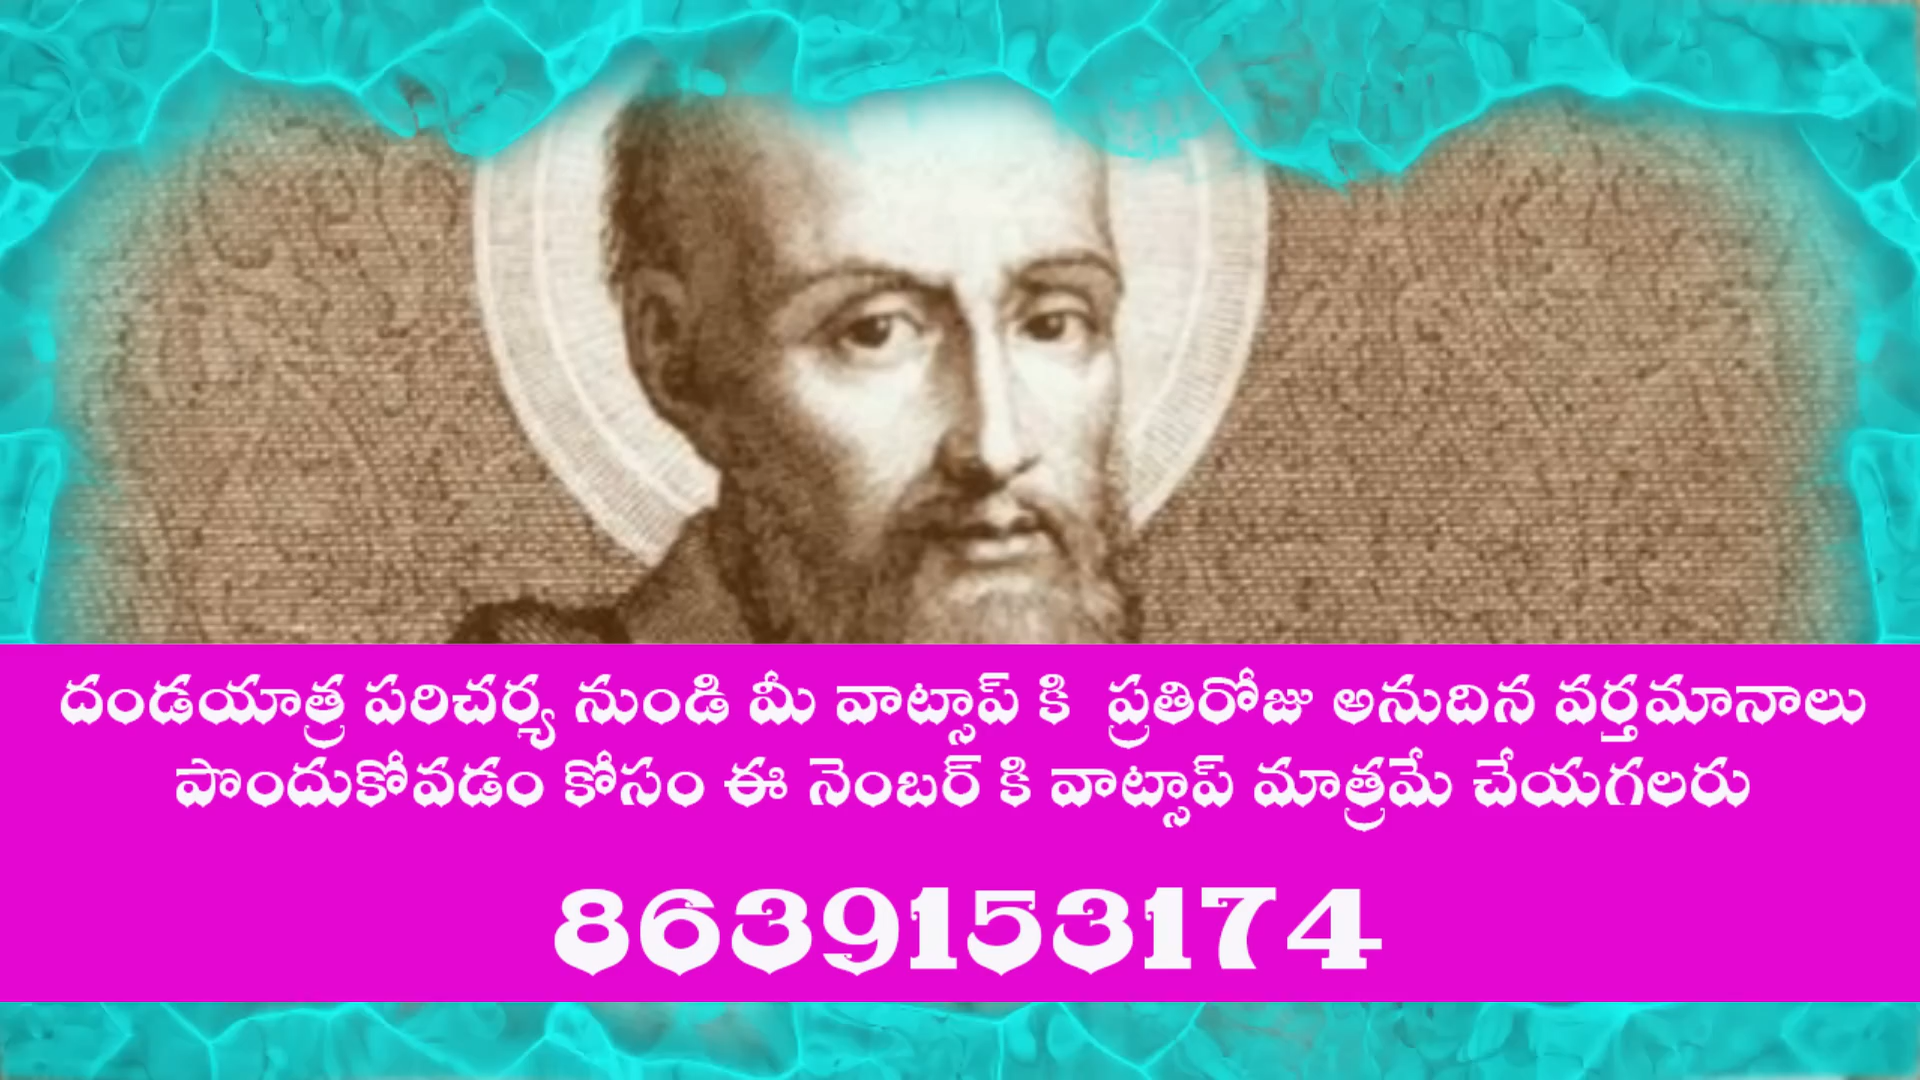 దండయాత్ర పరిచర్య నుండి మీ వాట్సాప్ కి ప్రతిరోజు అనుదిన వర్తమానాలు
పొందుకోవడం కోసం ఈ నెంబర్ కి వాట్సాప్ మాత్రమే చేయగలరు
8639153174